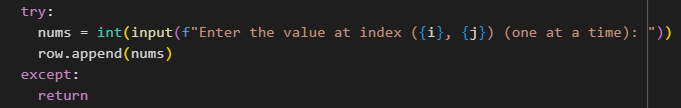 try:
  nums = int(input(f"Enter the value at index ({i}, {j}) (one at a time): "))
  row.append(nums)
except:
  return